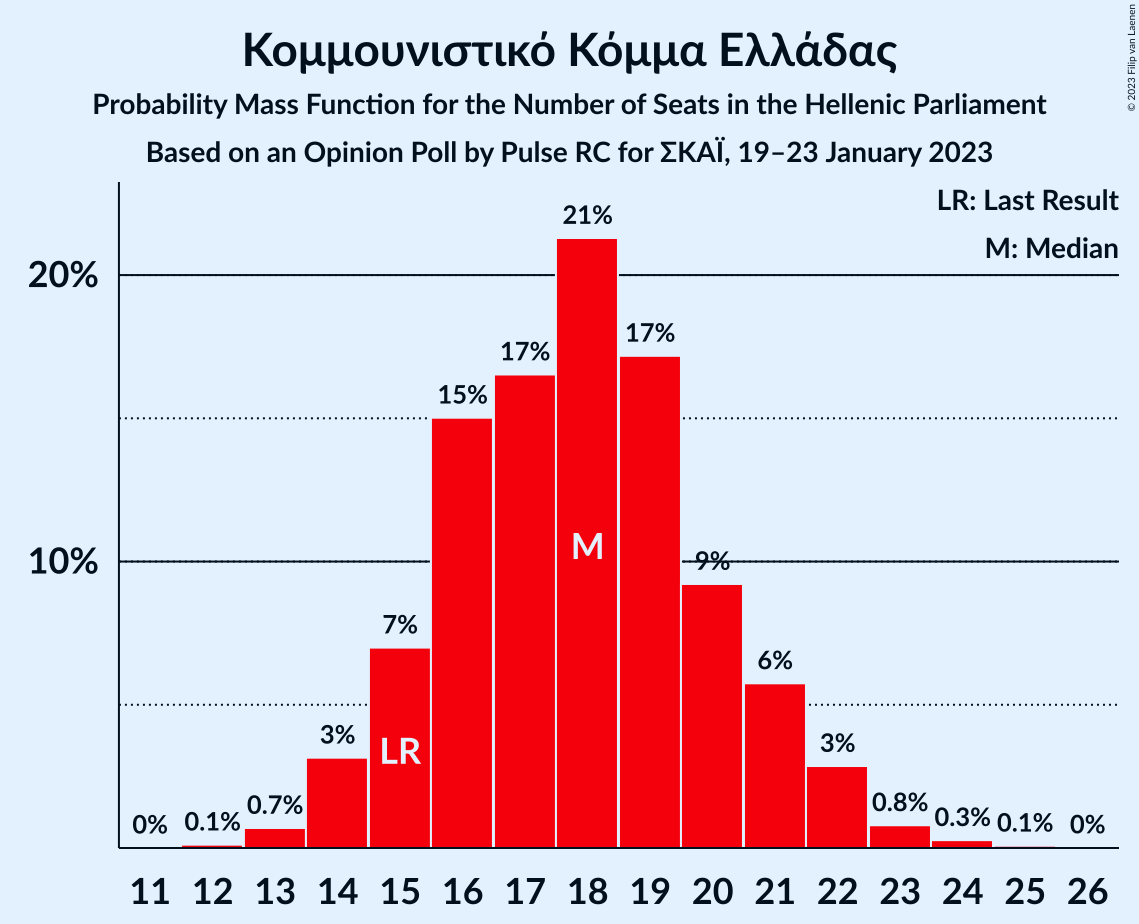 Κομμουνιστικό Κόμμα Ελλάδας
Probability Mass Function for the Number of Seats in the Hellenic Parliament
Based on an Opinion Poll by Pulse RC for ΣΚΑΪ, 19–23 January 2023
© 2023 Filip van Laenen
LR: Last Result
M: Median
20%
10%
0%
0.1%
0.7%
3%
7%
15%
17%
21%
17%
9%
6%
3%
0.8%
0.3%
0.1%
0%
LR
M
11 12 13 14 15 16 17 18 19 20 21 22 23 24 25 26